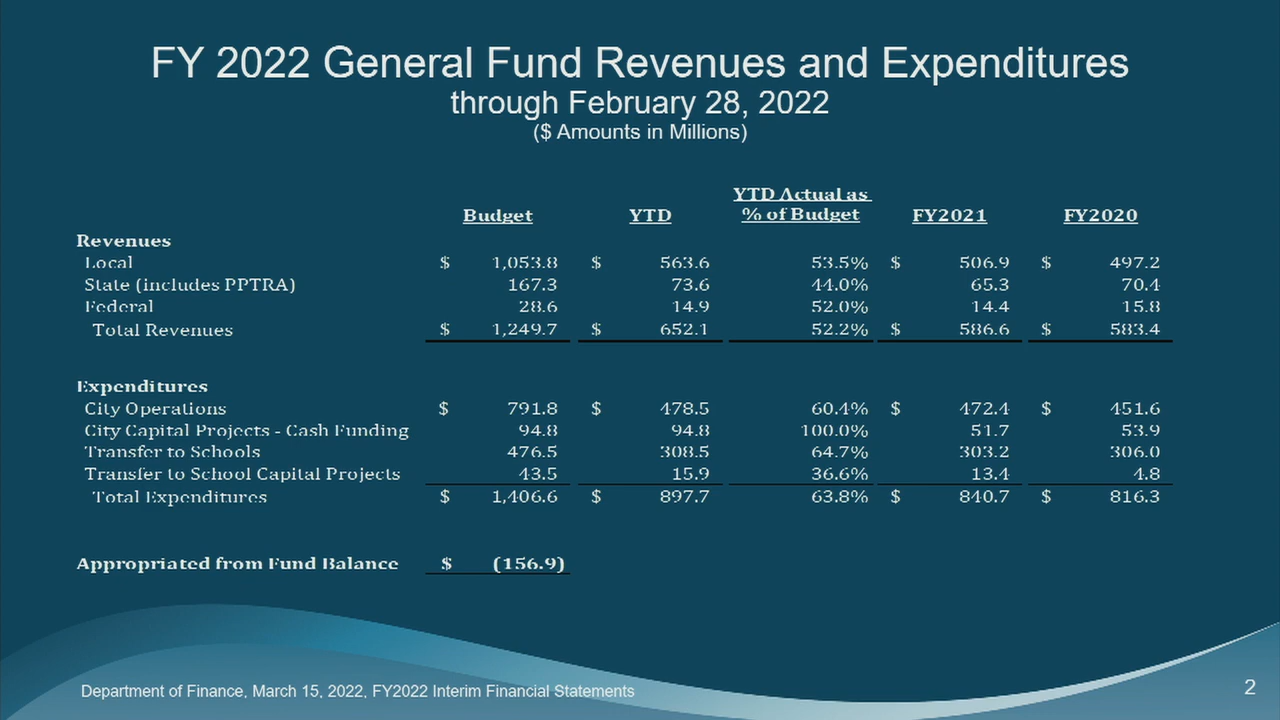 FY 2022 General Fund Revenues and Expenditures
through February 28, 2022
($ Amounts in Millions)
YTD Actual as
Budget YTD % of Budget FY2021 FY2020
Revenues
Local $ 1,053.8 $ 563.6 53.5% $ 506.9 $ 497.2
State (includes PPTRA) 167.3 73.6 44.0% 65.3 70.4
Federal 28.6 14.9 52.0% 14.4 15.8
Total Revenues $ 1,249.7 $ 652.1 52.2% $ 586.6 $ 583.4
Expenditures
City Operations $ 791.8 $ 478.5 60.4% $ 472.4 $ 451.6
City Capital Projects - Cash Funding 94.8 94.8 100.0% 51.7 53.9
Transfer to Schools 476.5 308.5 64.7% 303.2 306.0
Transfer to School Capital Projects 43.5 15.9 36.6% 13.4 4.8
Total Expenditures $ 1,406.6 $ 897.7 63.8% $ 840.7 $ 816.3
Appropriated from Fund Balance $ (156.9)
Department of Finance, March 15, 2022, FY2022 Interim Financial Statements
2